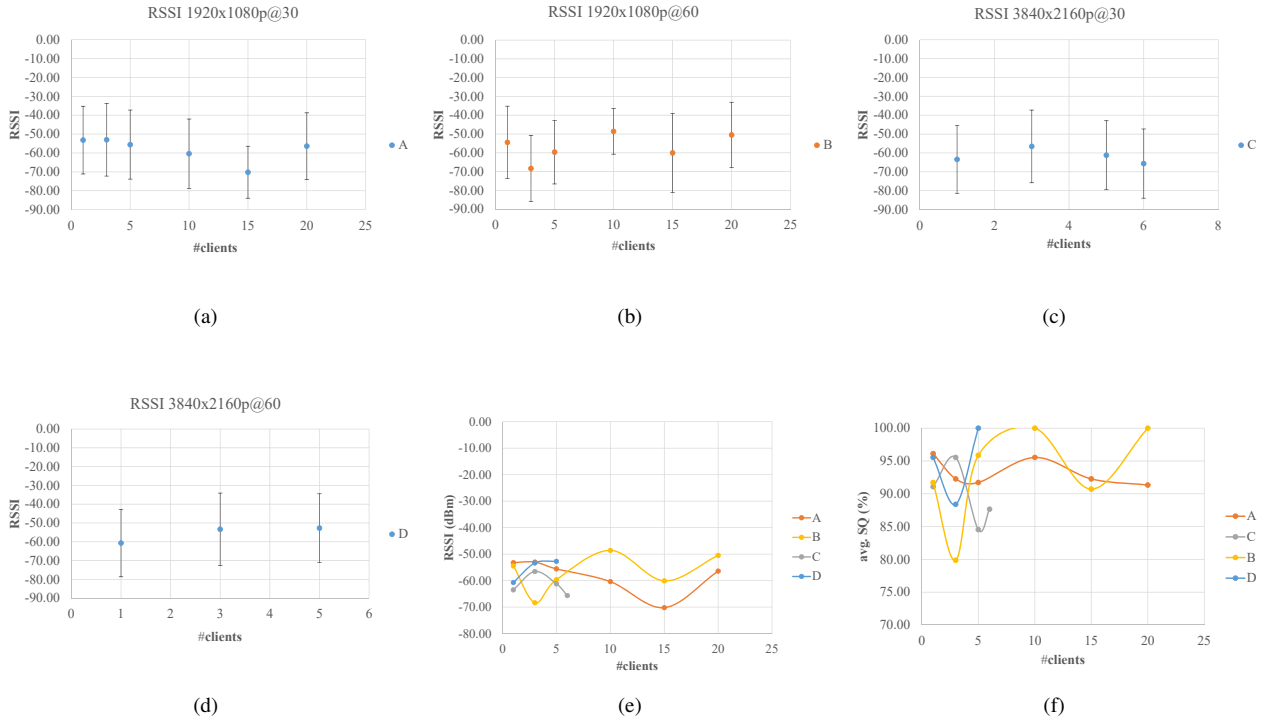 RSSI 1920x1080p@30
0.00
-10.00
-20.00
-30.00
-40.00
-50.00
-60.00
-70.00
-80.00
-90.00
RSSI
0 5 10 15 20 25
#clients
A
(a)
RSSI 1920x1080p@60
0.00
-10.00
-20.00
-30.00
-40.00
-50.00
-60.00
-70.00
-80.00
-90.00
RSSI
0 5 10 15 20 25
#clients
B
(b)
RSSI 3840x2160p@30
0.00
-10.00
-20.00
-30.00
-40.00
-50.00
-60.00
-70.00
-80.00
-90.00
RSSI
0 2 4 6 8
#clients
C
(c)
RSSI 3840x2160p@60
0.00
-10.00
-20.00
-30.00
-40.00
-50.00
-60.00
-70.00
-80.00
-90.00
RSSI
0 1 2 3 4 5 6
#clients
D
(d)
0.00
-10.00
-20.00
-30.00
-40.00
-50.00
-60.00
-70.00
-80.00
RSSI (dBm)
0 5 10 15 20 25
#clients
A
B
C
D
(e)
100.00
95.00
90.00
85.00
80.00
75.00
70.00
avg. SQ (%)
0 5 10 15 20 25
#clients
A
C
B
D
(f)